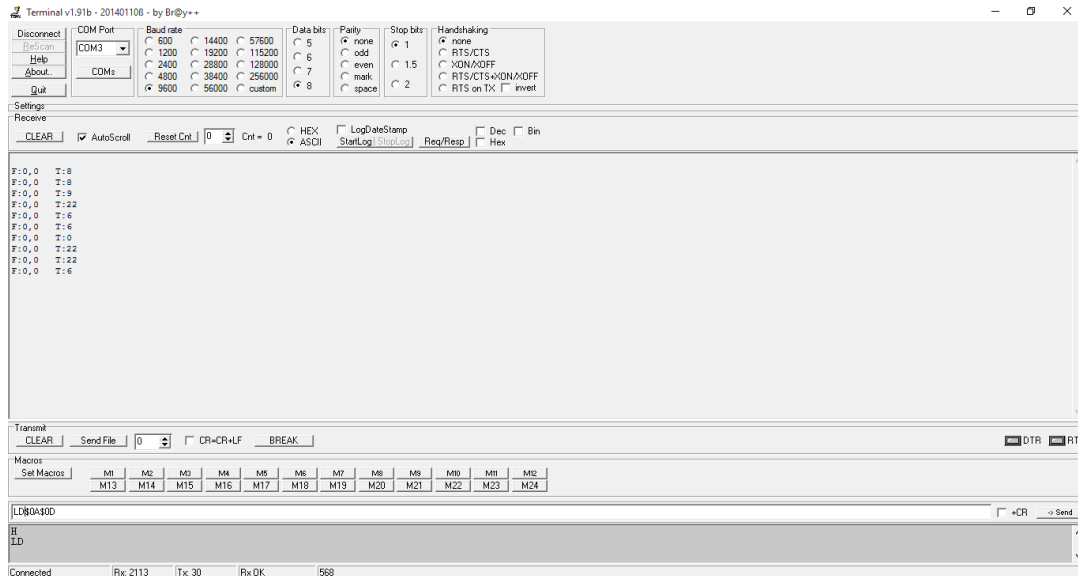 Terminal v1.91b - 20140110ß - by Br@y++
Disconnect
ReScan
Help
About..
Quit
COM Port
COM3
COMs
Baud rate
600 14400 57600
1200 19200 115200
2400 28800 128000
4800 38400 256000
9600 56000 custom
Data bits
5
6
7
8
Parity
none
odd
even
mark
space
Stop bits
1
1.5
2
Handshaking
none
RTS/CTS
XON/XOFF
RTS/CTS+XON/XOFF
RTS on TX invert
Settings
Receive
CLEAR AutoScroll Reset Cnt 0 Cnt = 0 HEX ASCII LogDateStamp StartLog StopLog Req/Resp Dec Bin Hex
F:0,0 T:8
F:0,0 T:8
F:0,0 T:9
F:0,0 T:22
F:0,0 T:6
F:0,0 T:6
F:0,0 T:0
F:0,0 T:22
F:0,0 T:22
F:0,0 T:6
Transmit
CLEAR Send File 0 CR=CR+LF BREAK DTR RT
Macros
Set Macros M1 M2 M3 M4 M5 M6 M7 M8 M9 M10 M11 M12
M13 M14 M15 M16 M17 M18 M19 M20 M21 M22 M23 M24
LD$0A$0D +CR -> Send
H
LD
Connected Rx: 2113 Tx: 30 Rx OK 568